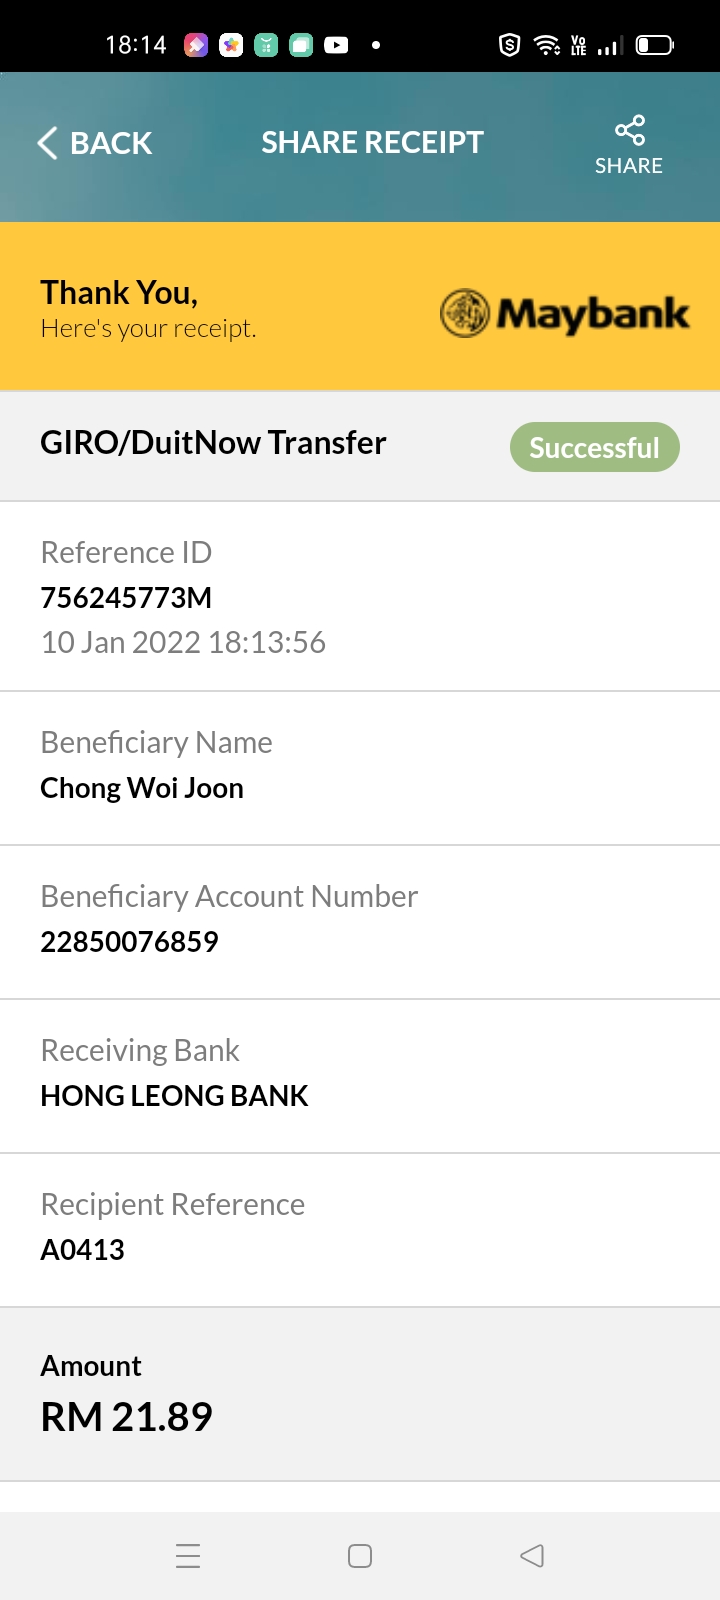 18:14
Vo LTE
BACK
SHARE RECEIPT
SHARE
Thank You,
Here's your receipt.
Maybank
GIRO/DuitNow Transfer
Successful
Reference ID
756245773M
10 Jan 2022 18:13:56
Beneficiary Name
Chong Woi Joon
Beneficiary Account Number
22850076859
Receiving Bank
HONG LEONG BANK
Recipient Reference
A0413
Amount
RM 21.89